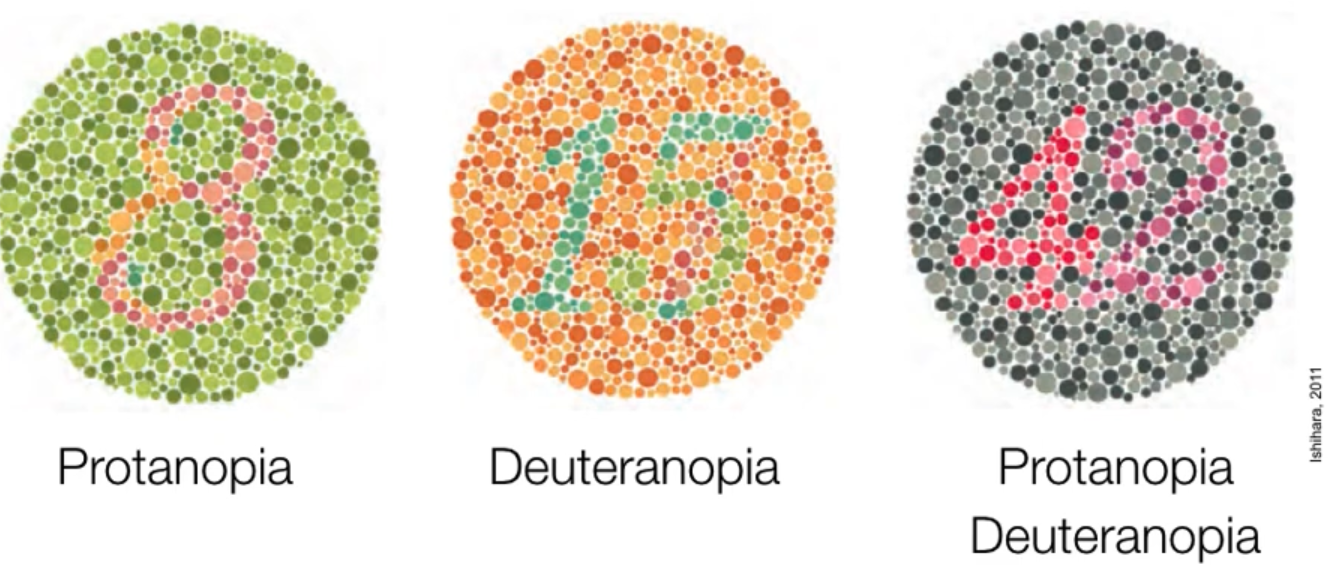 8
15
42
Protanopia
Deuteranopia
Protanopia
Deuteranopia
Ishihara, 2011